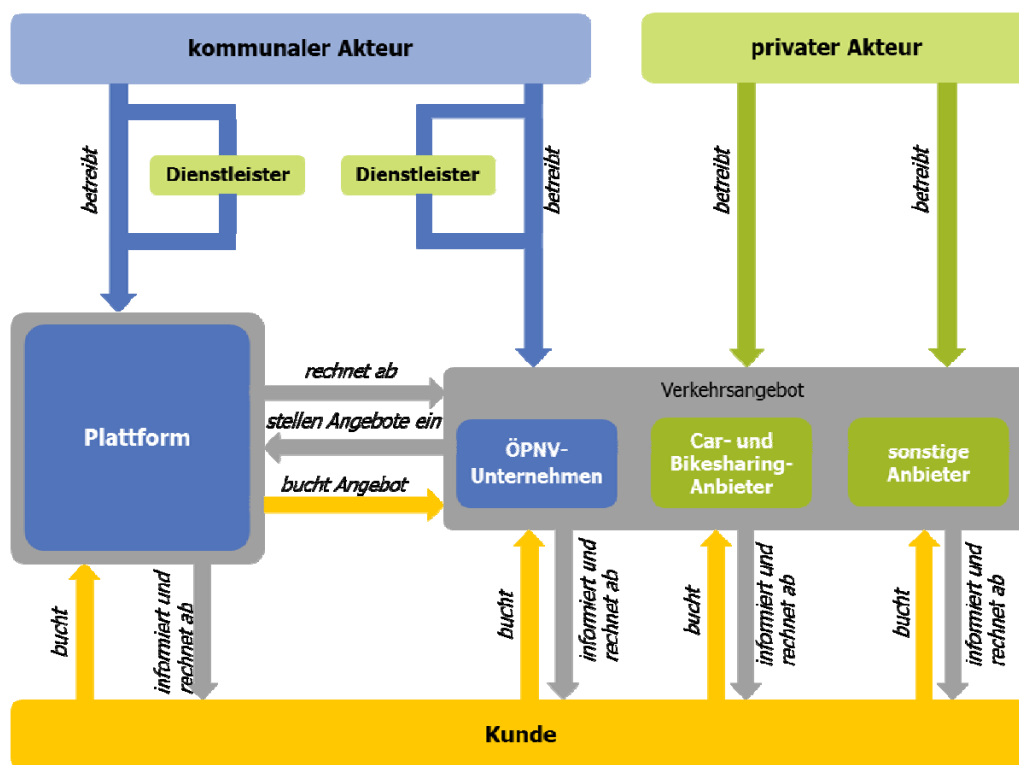 kommunaler Akteur
privater Akteur
betreibt
Dienstleister
Dienstleister
betreibt
betreibt
betreibt
Plattform
rechnet ab
stellen Angebote ein
bucht Angebot
Verkehrsangebot
ÖPNV-
Unternehmen
Car- und
Bikesharing-
Anbieter
sonstige
Anbieter
bucht
informiert und
rechnet ab
bucht
informiert und
rechnet ab
bucht
informiert und
rechnet ab
bucht
informiert und
rechnet ab
Kunde